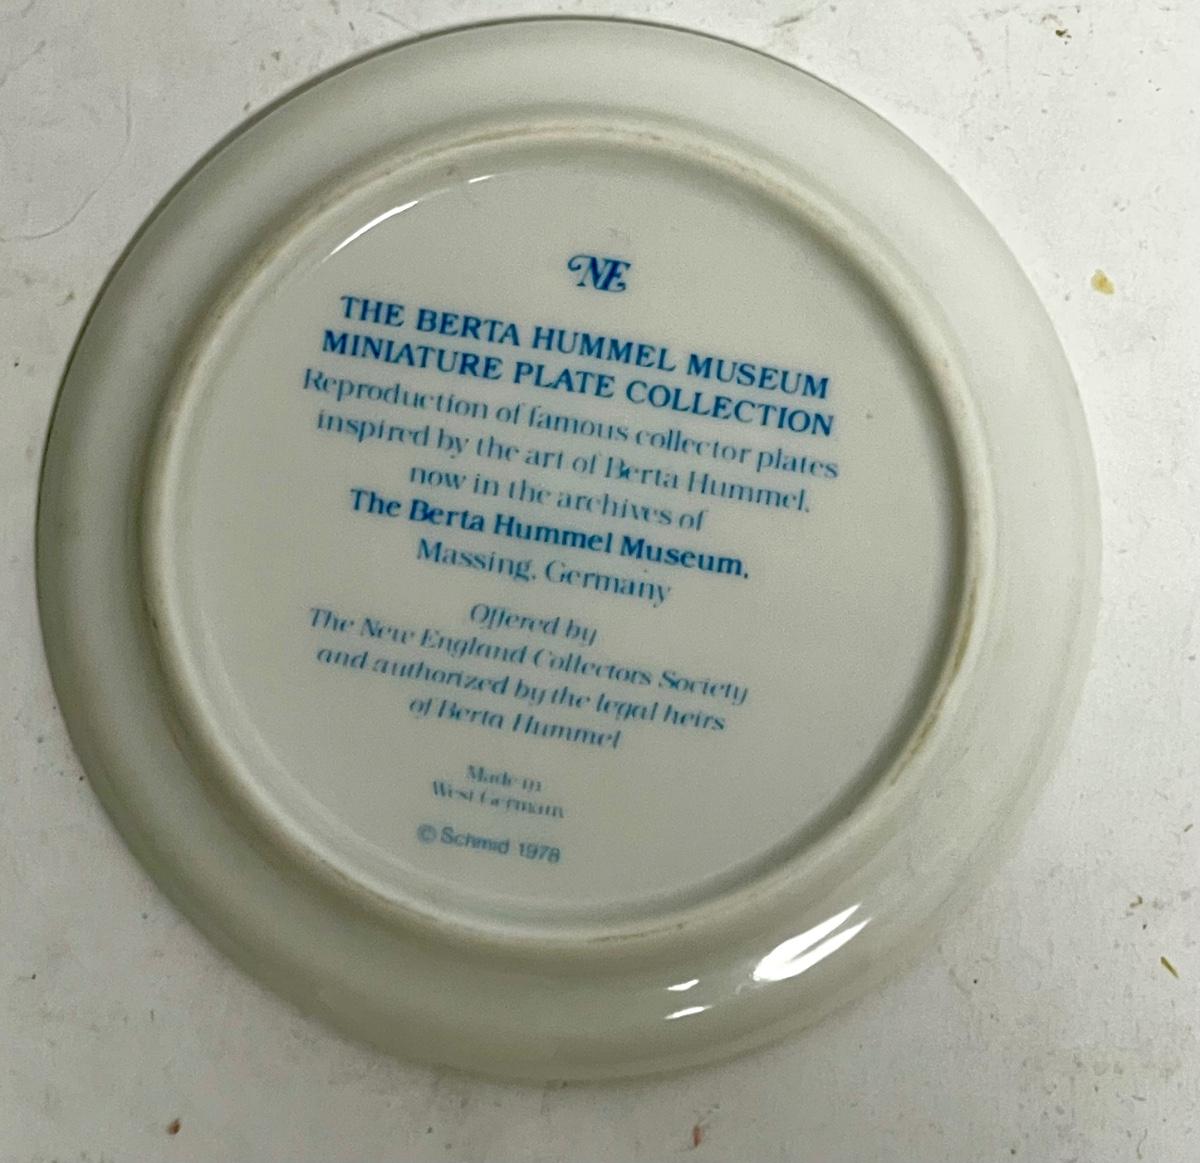 NE
THE BERTA HUMMEL MUSEUM
MINIATURE PLATE COLLECTION
Reproduction of famous collector plates
inspired by the art of Berta Hummel,
now in the archives of
The Berta Hummel Museum,
Massing, Germany
Offered by
The New England Collectors Society
and authorized by the legal heirs
of Berta Hummel
Made in
West Germany
© Schmid 1978